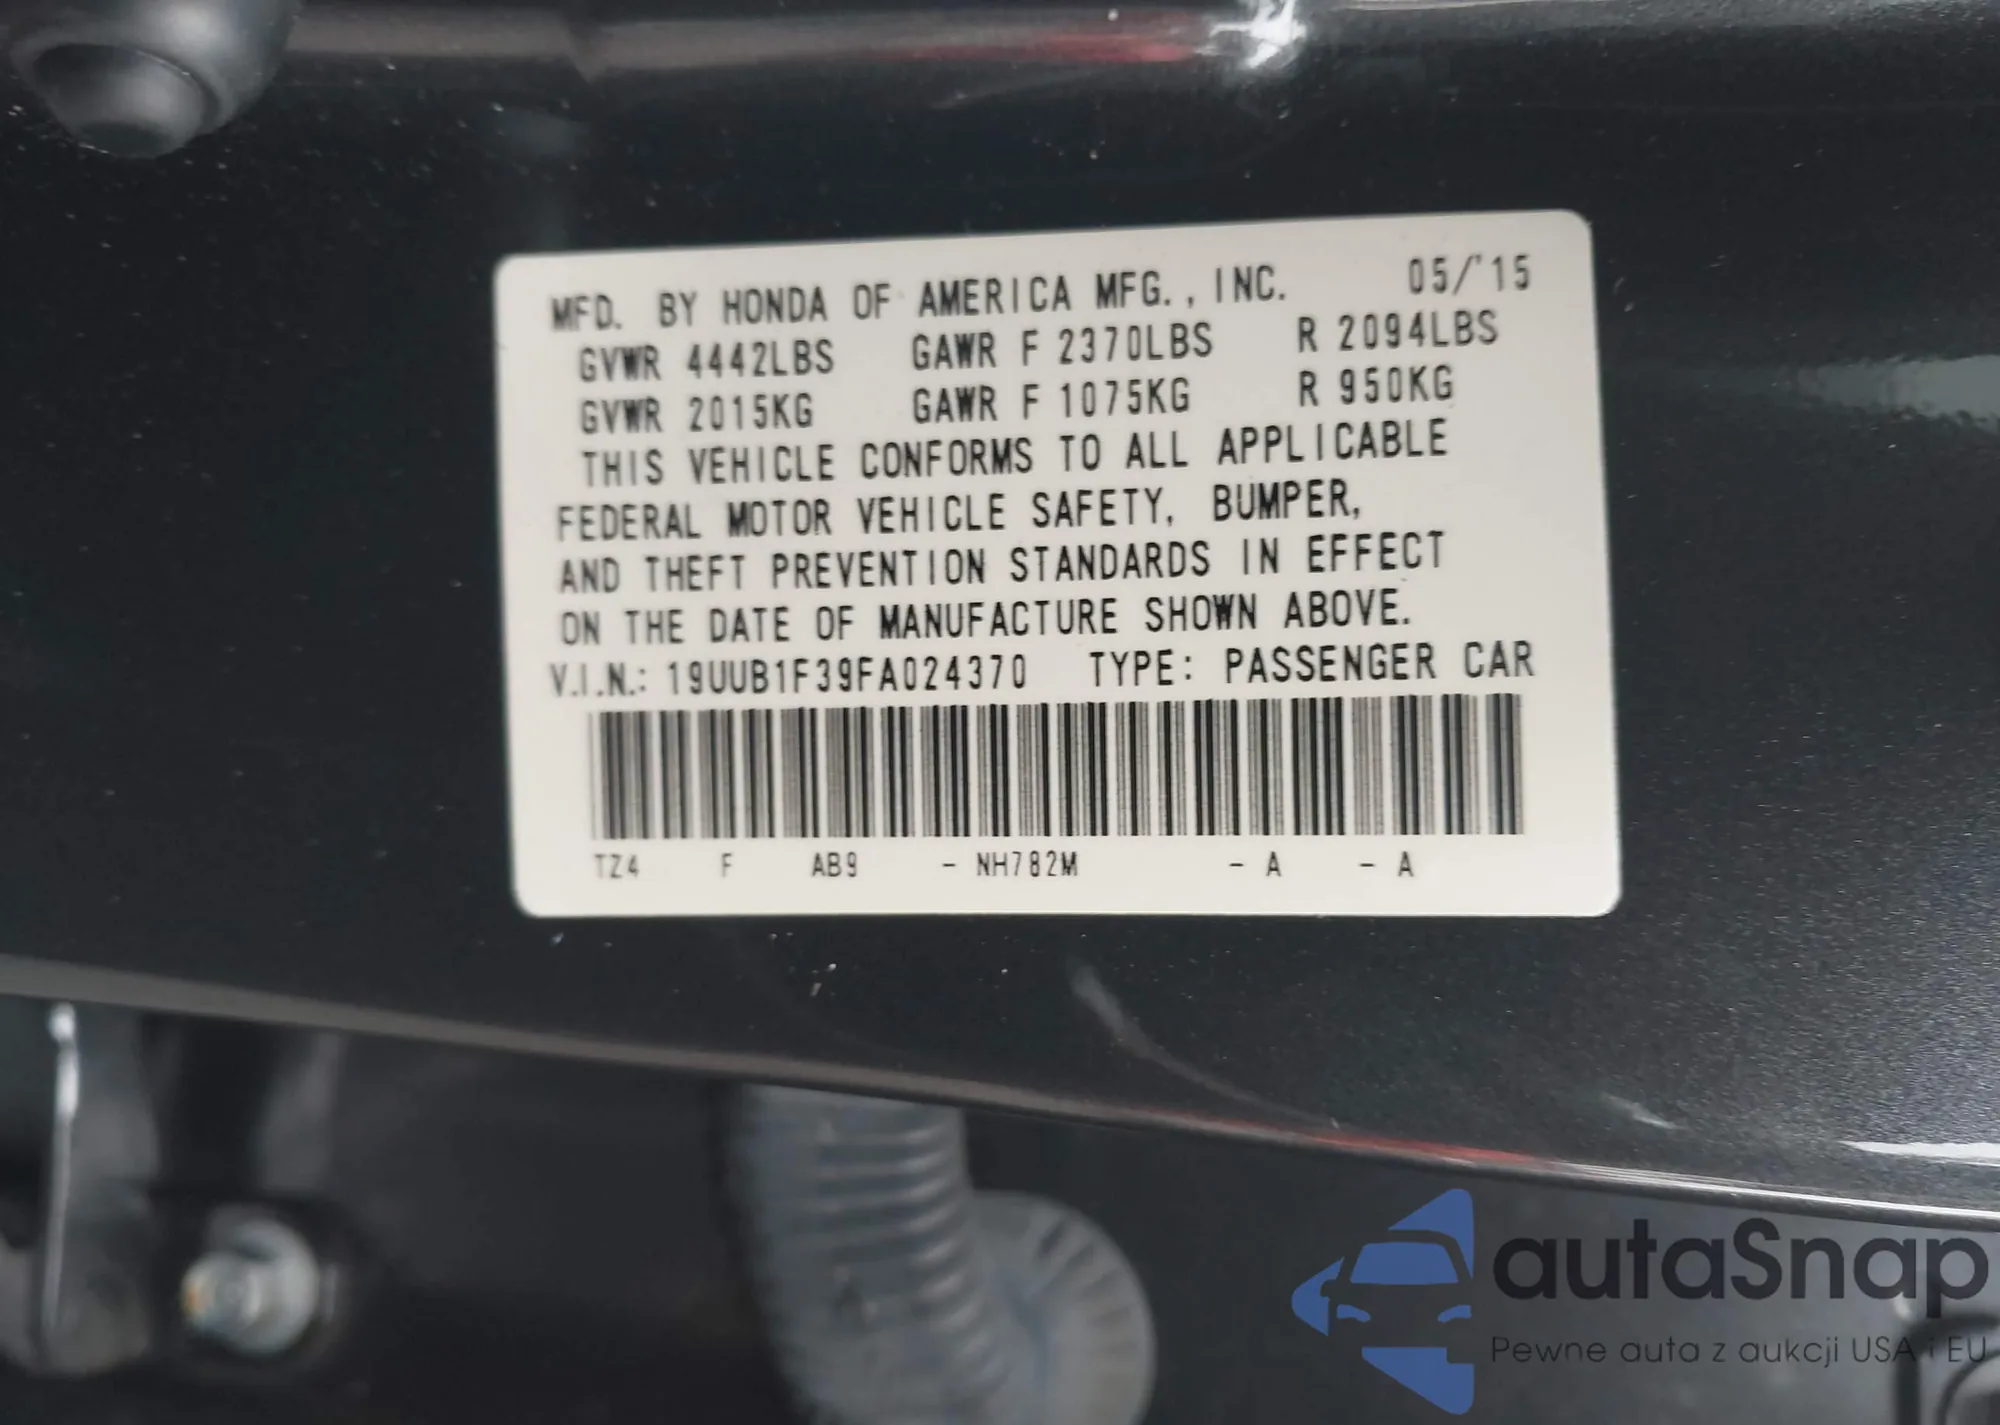 MFD. BY HONDA OF AMERICA MFG., INC. 05/'15
GVWR 4442LBS GAWR F 2370LBS R 2094LBS
GVWR 2015KG GAWR F 1075KG R 950KG
THIS VEHICLE CONFORMS TO ALL APPLICABLE
FEDERAL MOTOR VEHICLE SAFETY, BUMPER,
AND THEFT PREVENTION STANDARDS IN EFFECT
ON THE DATE OF MANUFACTURE SHOWN ABOVE.
V.I.N.: 19UUB1F39FA024370 TYPE: PASSENGER CAR
TZ4 F AB9 - NH782M - A - A
autaSnap
Pewne auta z aukcji USA i EU